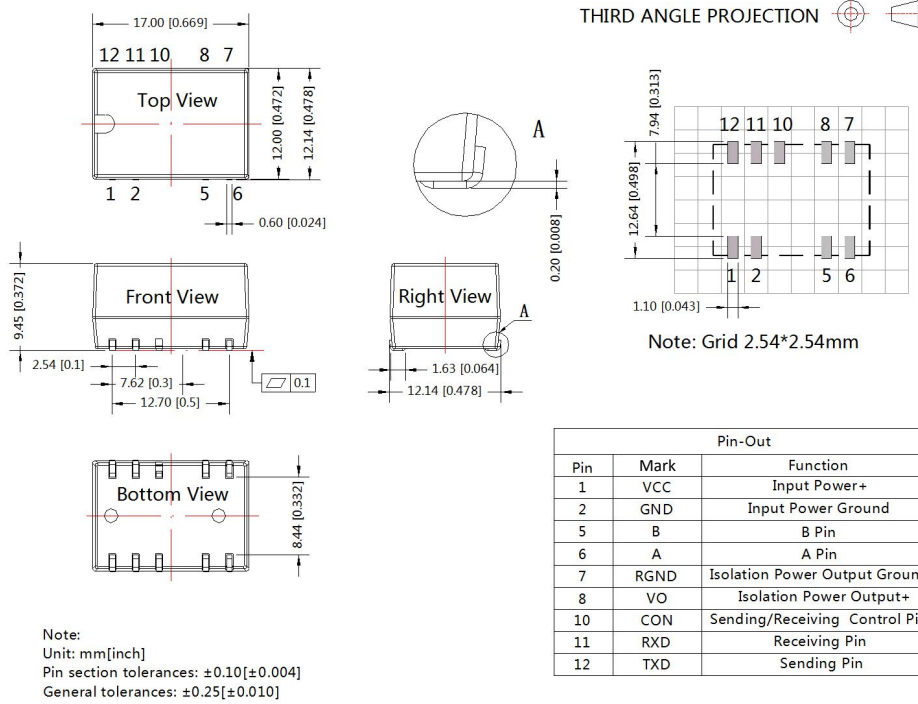 THIRD ANGLE PROJECTION
17.00 [0.669]
12 11 10 8 7
Top View
12.00 [0.472]
12.14 [0.478]
1 2 5 6
0.60 [0.024]
A
0.20 [0.008]
7.94 [0.313]
12.64 [0.498]
12 11 10 8 7
1 2 5 6
1.10 [0.043]
Note: Grid 2.54*2.54mm
9.45 [0.372]
Front View
2.54 [0.1]
7.62 [0.3]
12.70 [0.5]
0.1
Right View
A
1.63 [0.064]
12.14 [0.478]
Bottom View
8.44 [0.332]
Pin-Out
Pin Mark Function
1 VCC Input Power+
2 GND Input Power Ground
5 B B Pin
6 A A Pin
7 RGND Isolation Power Output Groun
8 VO Isolation Power Output+
10 CON Sending/Receiving Control Pi
11 RXD Receiving Pin
12 TXD Sending Pin
Note:
Unit: mm[inch]
Pin section tolerances: ±0.10[±0.004]
General tolerances: ±0.25[±0.010]